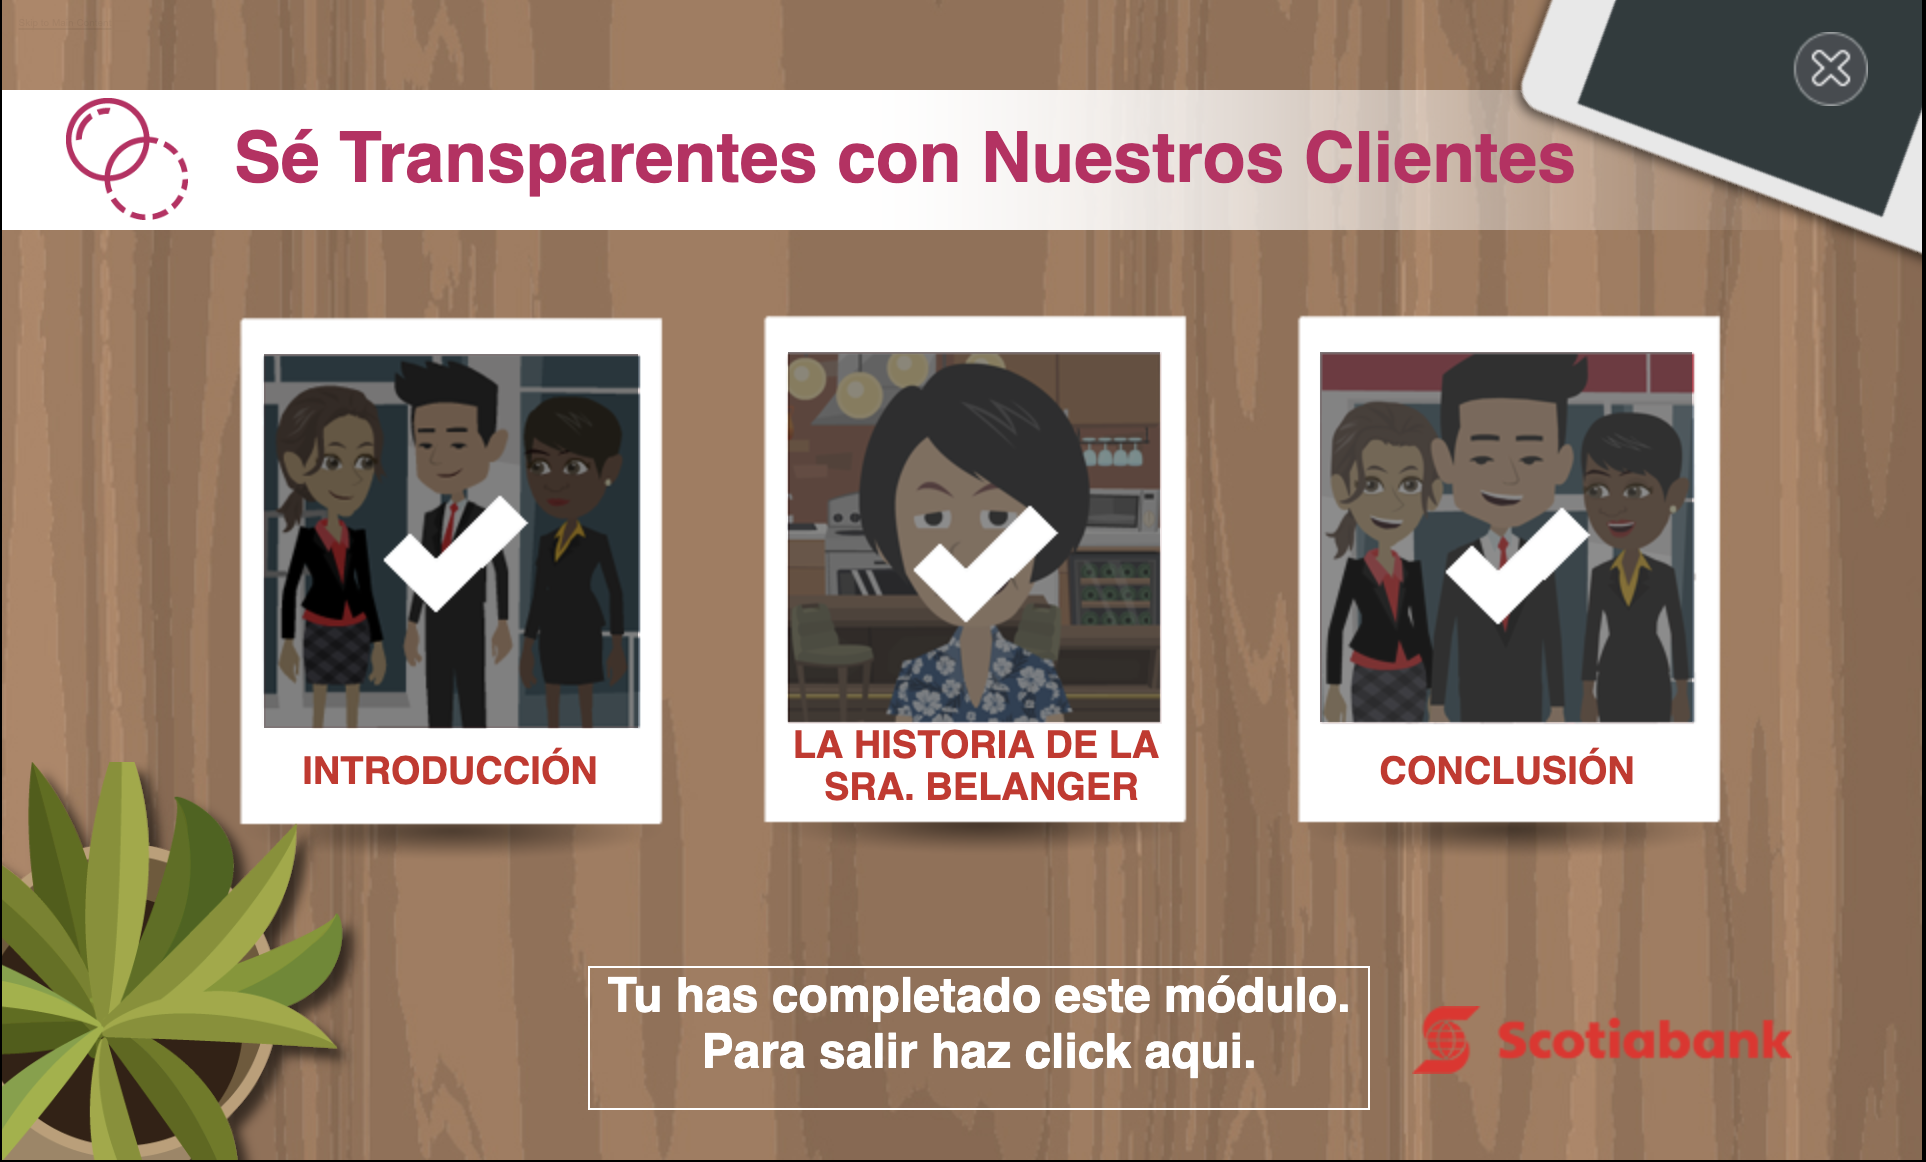 Sé Transparentes con Nuestros Clientes
INTRODUCCIÓN
LA HISTORIA DE LA
SRA. BELANGER
CONCLUSIÓN
Tu has completado este módulo.
Para salir haz click aqui.
Scotiabank